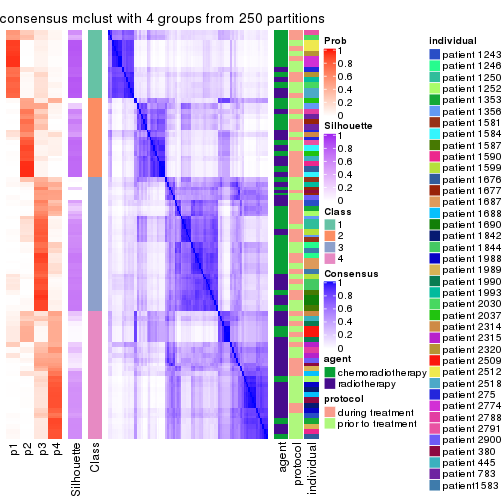 consensus mclust with 4 groups from 250 partitions
p1
p2
p3
p4
Silhouette
Class
agent
protocol
individual
Prob
1
0.8
0.6
0.4
0.2
0
Silhouette
1
0.8
0.6
0.4
0.2
0
Class
1
2
3
4
Consensus
1
0.8
0.6
0.4
0.2
0
agent
chemoradiotherapy
radiotherapy
protocol
during treatment
prior to treatment
individual
patient 1243
patient 1246
patient 1250
patient 1252
patient 1353
patient 1356
patient 1581
patient 1584
patient 1587
patient 1590
patient 1599
patient 1676
patient 1677
patient 1687
patient 1688
patient 1690
patient 1842
patient 1844
patient 1988
patient 1989
patient 1990
patient 1993
patient 2030
patient 2037
patient 2314
patient 2315
patient 2320
patient 2509
patient 2512
patient 2518
patient 275
patient 2774
patient 2788
patient 2791
patient 2900
patient 380
patient 445
patient 783
patient1583